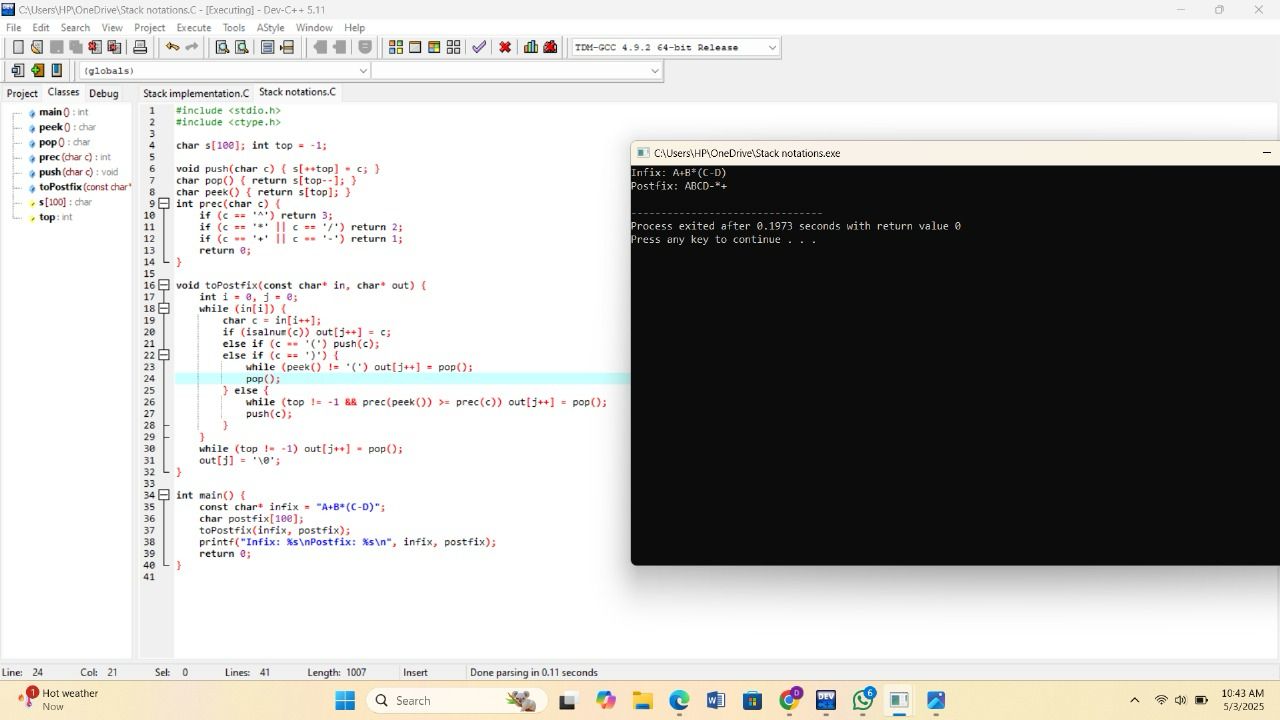 C:\Users\HP\OneDrive\Stack notations.C - [Executing] - Dev-C++ 5.11
File Edit Search View Project Execute Tools AStyle Window Help
TDM-GCC 4.9.2 64-bit Release
(globals)
Project Classes Debug
Stack implementation.C Stack notations.C
main () : int
peek () : char
pop () : char
prec (char c) : int
push (char c) : void
toPostfix (const char*
s [100] : char
top : int
1 #include <stdio.h>
2 #include <ctype.h>
3
4 char s[100]; int top = -1;
5
6 void push(char c) { s[++top] = c; }
7 char pop() { return s[top--]; }
8 char peek() { return s[top]; }
9 int prec(char c) {
10 if (c == '^') return 3;
11 if (c == '*' || c == '/') return 2;
12 if (c == '+' || c == '-') return 1;
13 return 0;
14 }
15
16 void toPostfix(const char* in, char* out) {
17 int i = 0, j = 0;
18 while (in[i]) {
19 char c = in[i++];
20 if (isalnum(c)) out[j++] = c;
21 else if (c == '(') push(c);
22 else if (c == ')') {
23 while (peek() != '(') out[j++] = pop();
24 pop();
25 } else {
26 while (top != -1 && prec(peek()) >= prec(c)) out[j++] = pop();
27 push(c);
28 }
29 }
30 while (top != -1) out[j++] = pop();
31 out[j] = '\0';
32 }
33
34 int main() {
35 const char* infix = "A+B*(C-D)";
36 char postfix[100];
37 toPostfix(infix, postfix);
38 printf("Infix: %s\nPostfix: %s\n", infix, postfix);
39 return 0;
40 }
41
C:\Users\HP\OneDrive\Stack notations.exe
Infix: A+B*(C-D)
Postfix: ABCD-*+
--------------------------------
Process exited after 0.1973 seconds with return value 0
Press any key to continue . . .
Line: 24 Col: 21 Sel: 0 Lines: 41 Length: 1007 Insert Done parsing in 0.11 seconds
1
Hot weather
Now
Search
DEV
D
6
10:43 AM
5/3/2025